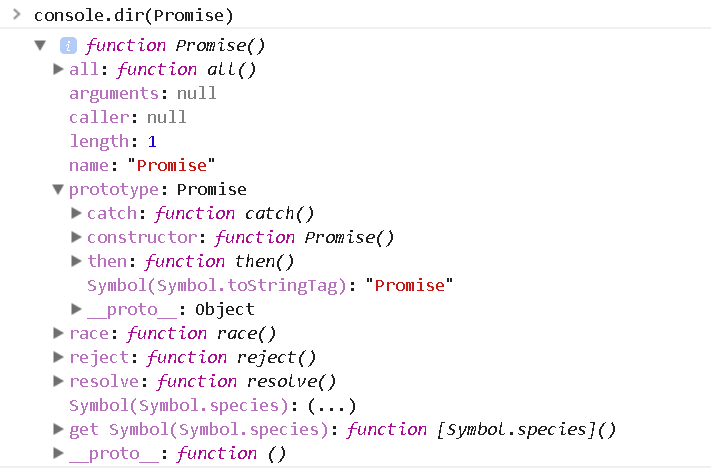 console.dir(Promise)
function Promise()
all: function all()
arguments: null
caller: null
length: 1
name: "Promise"
prototype: Promise
catch: function catch()
constructor: function Promise()
then: function then()
Symbol(Symbol.toStringTag): "Promise"
__proto__: Object
race: function race()
reject: function reject()
resolve: function resolve()
Symbol(Symbol.species): (...)
get Symbol(Symbol.species): function [Symbol.species]()
__proto__: function ()